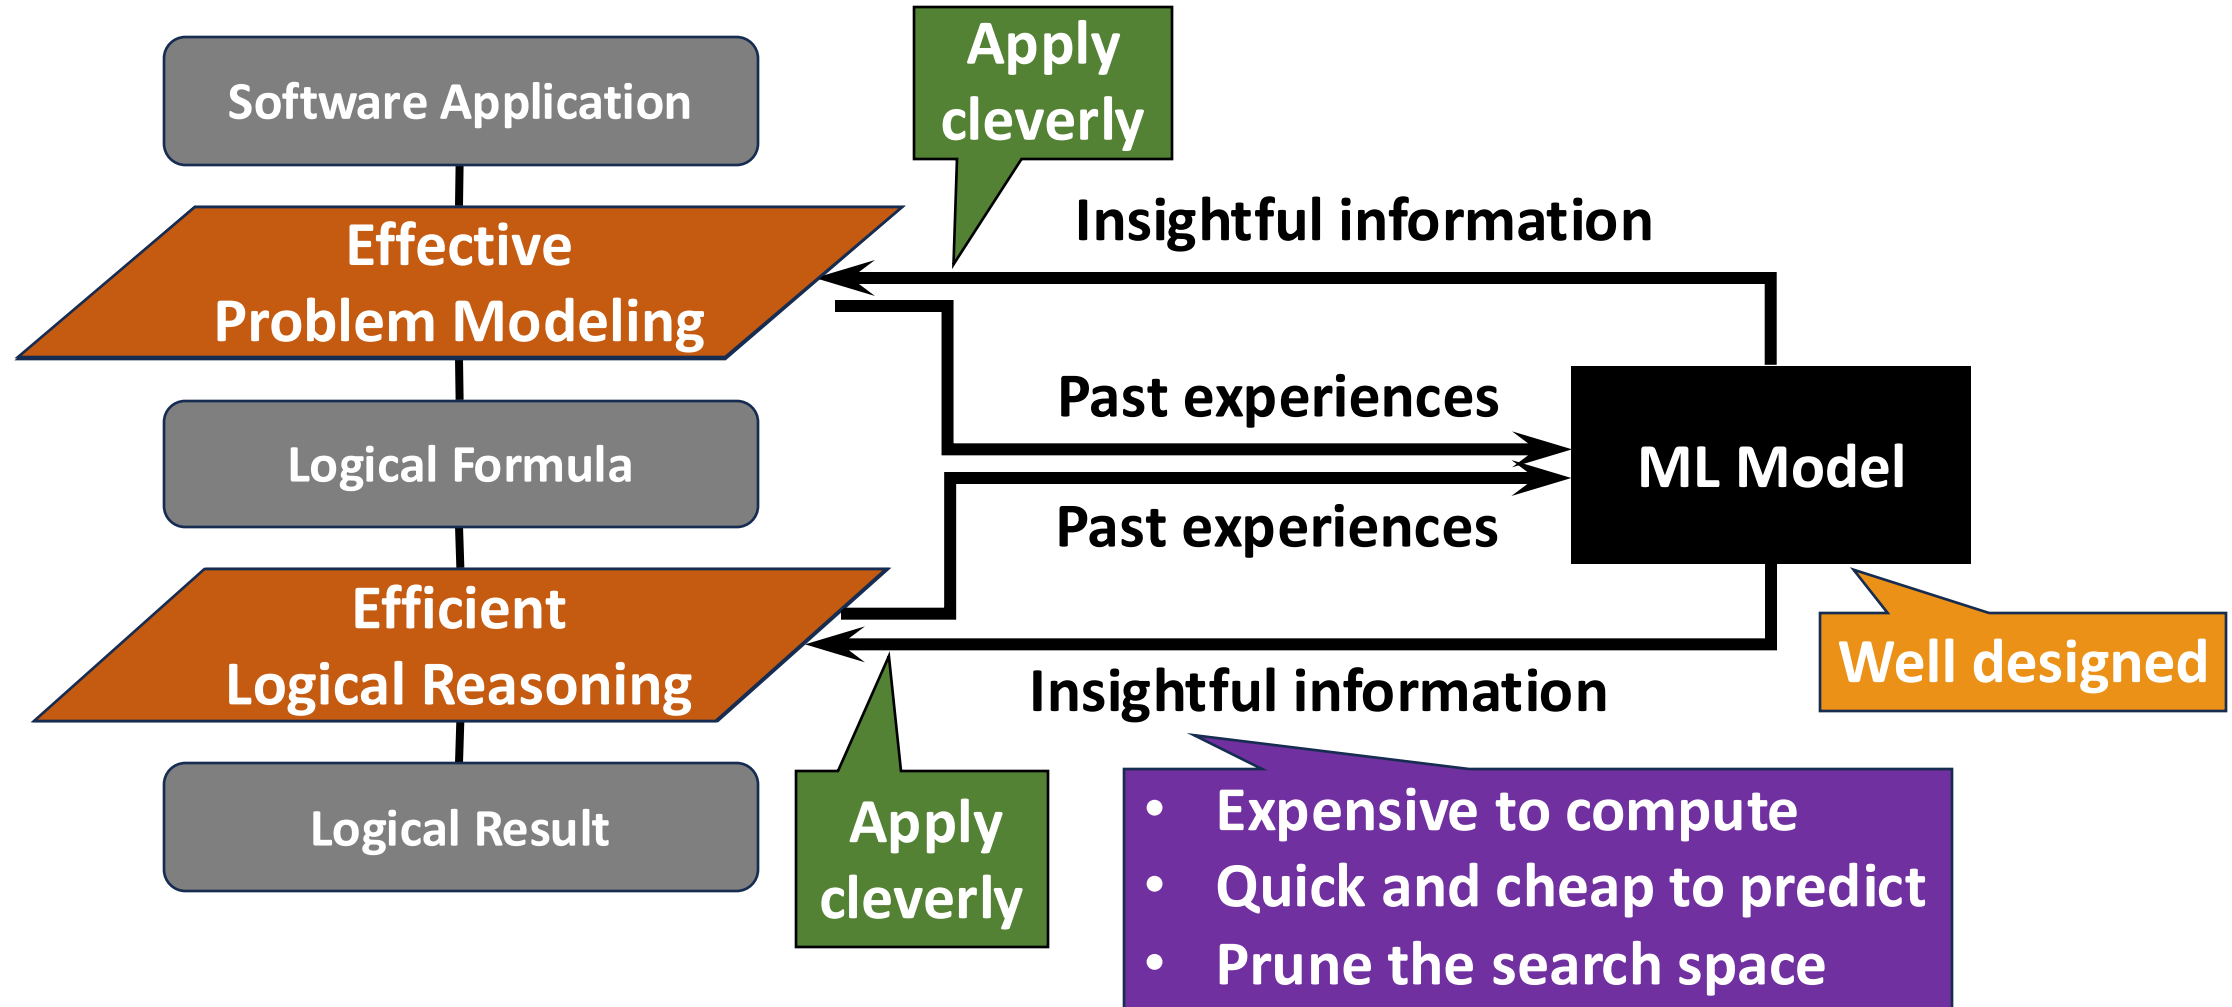 Software Application
Effective
Problem Modeling
Logical Formula
Efficient
Logical Reasoning
Logical Result
Apply
cleverly
Insightful information
Past experiences
ML Model
Past experiences
Insightful information
Well designed
Apply
cleverly
• Expensive to compute
• Quick and cheap to predict
• Prune the search space